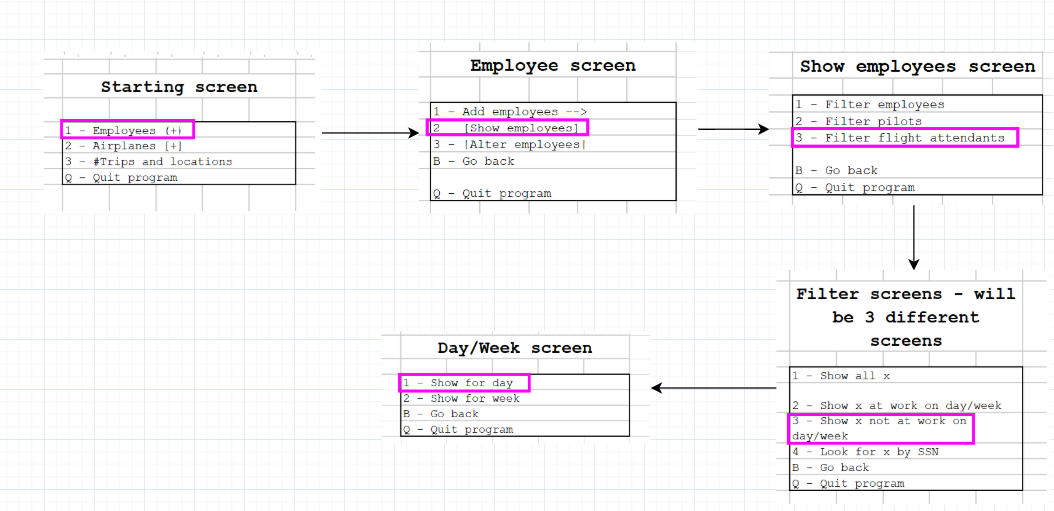 Starting screen
1 - Employees (+)
2 - Airplanes [+]
3 - #Trips and locations
Q - Quit program
Employee screen
1 - Add employees -->
2   [Show employees]
3 - |Alter employees|
B - Go back
Q - Quit program
Show employees screen
1 - Filter employees
2 - Filter pilots
3 - Filter flight attendants
B - Go back
Q - Quit program
Filter screens - will
be 3 different
screens
1 - Show all x
2 - Show x at work on day/week
3 - Show x not at work on
day/week
4 - Look for x by SSN
B - Go back
Q - Quit program
Day/Week screen
1 - Show for day
2 - Show for week
B - Go back
Q - Quit program